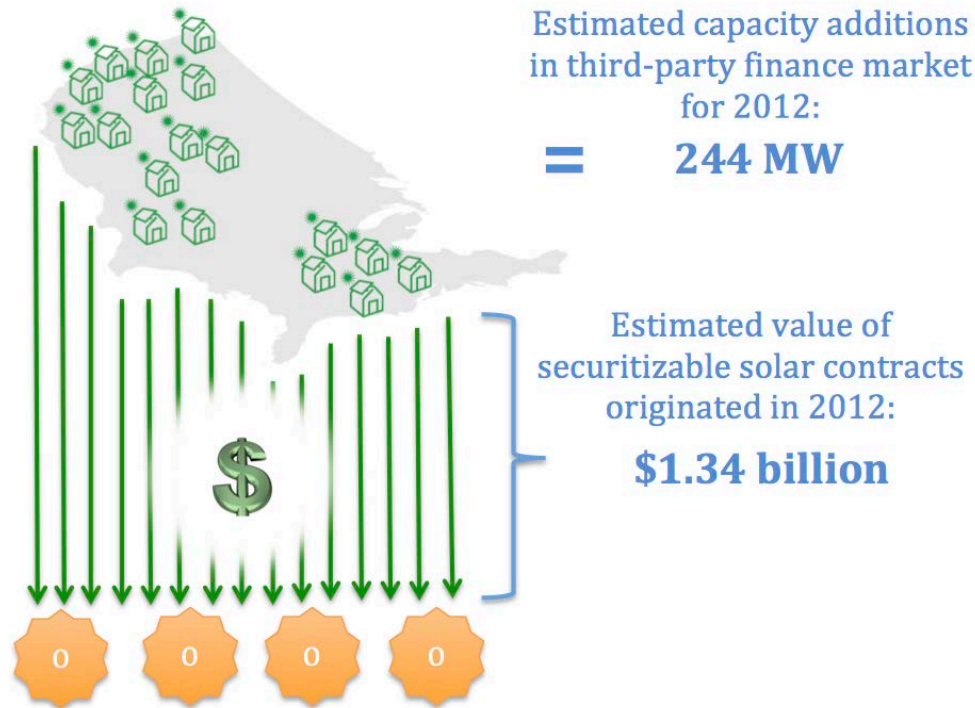 Estimated capacity additions
in third-party finance market
for 2012:
= 244 MW
Estimated value of
securitizable solar contracts
originated in 2012:
$1.34 billion
$
0 0 0 0